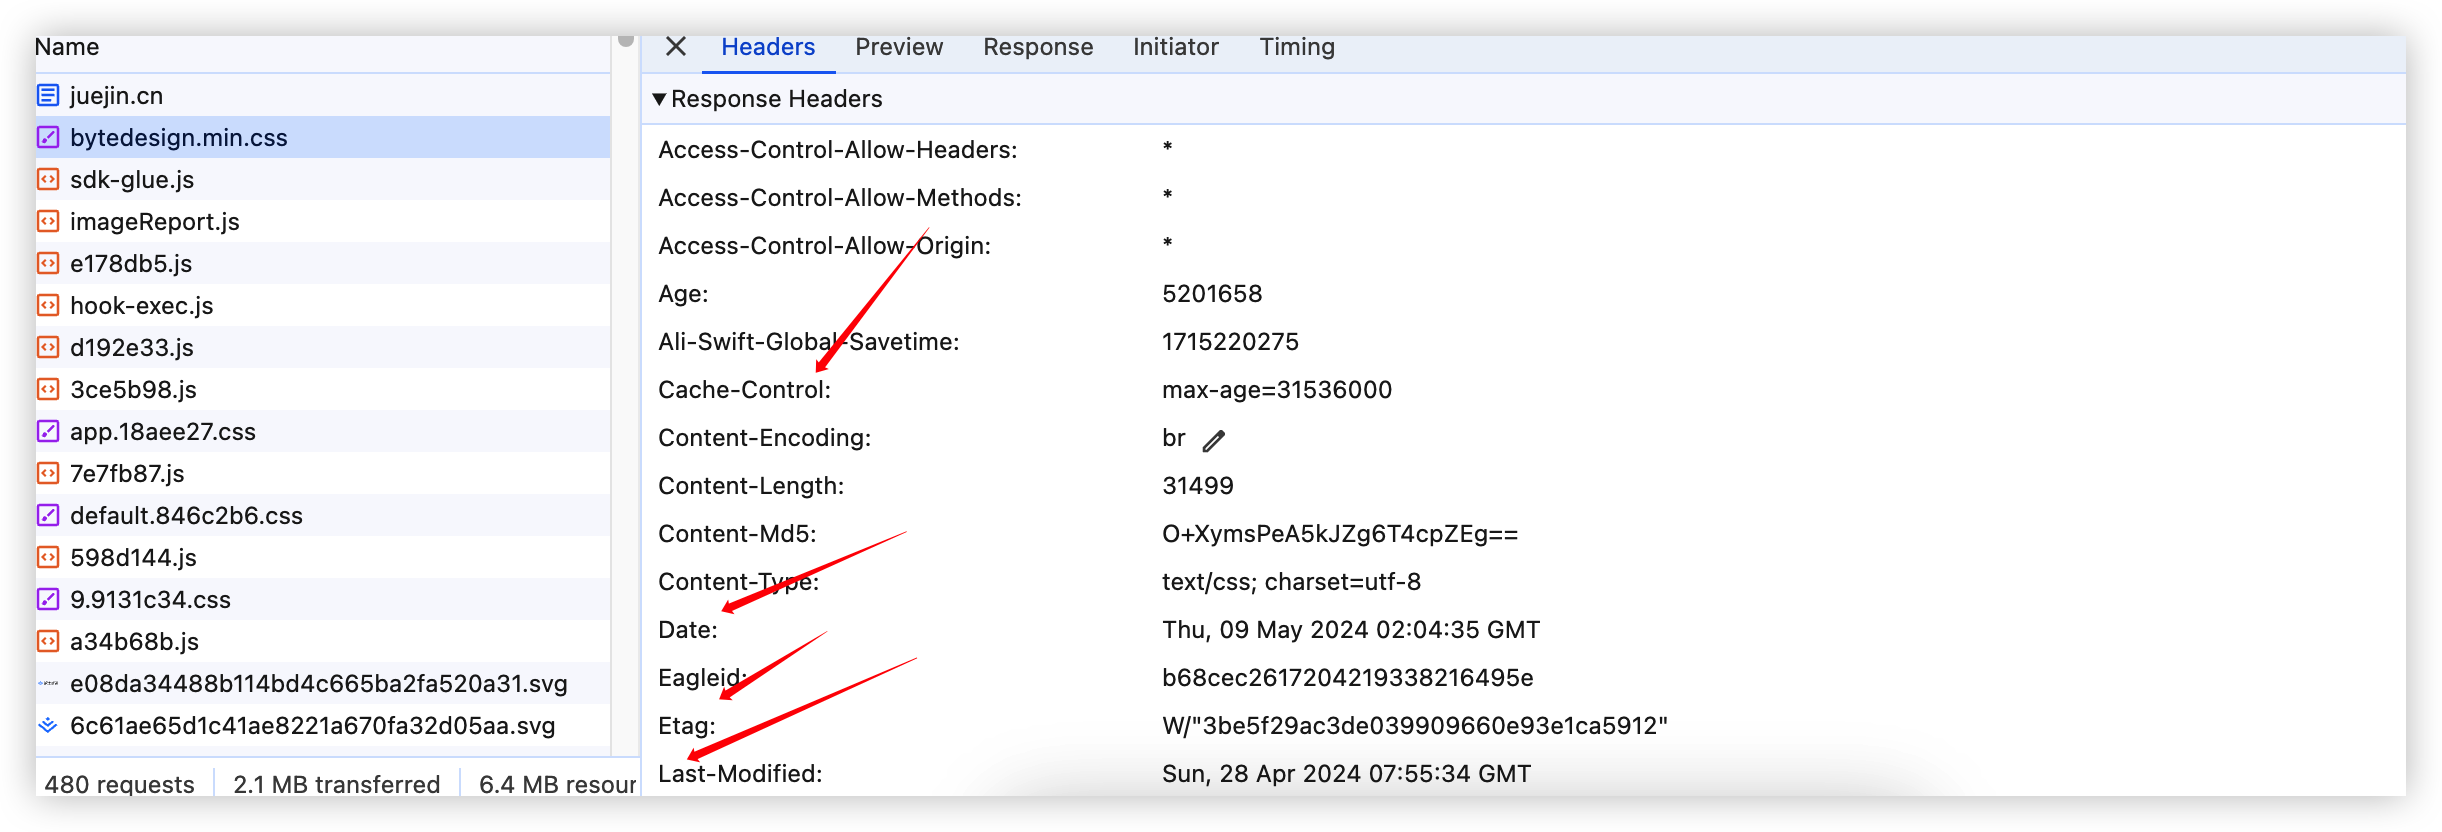 Name
juejin.cn
bytedesign.min.css
sdk-glue.js
imageReport.js
e178db5.js
hook-exec.js
d192e33.js
3ce5b98.js
app.18aee27.css
7e7fb87.js
default.846c2b6.css
598d144.js
9.9131c34.css
a34b68b.js
e08da34488b114bd4c665ba2fa520a31.svg
6c61ae65d1c41ae8221a670fa32d05aa.svg
480 requests 2.1 MB transferred 6.4 MB resour
Headers Preview Response Initiator Timing
Response Headers
Access-Control-Allow-Headers: *
Access-Control-Allow-Methods: *
Access-Control-Allow-Origin: *
Age: 5201658
Ali-Swift-Global-Savetime: 1715220275
Cache-Control: max-age=31536000
Content-Encoding: br
Content-Length: 31499
Content-Md5: O+XymsPeA5kJZg6T4cpZEg==
Content-Type: text/css; charset=utf-8
Date: Thu, 09 May 2024 02:04:35 GMT
Eagleid: b68cec2617204219338216495e
Etag: W/"3be5f29ac3de039909660e93e1ca5912"
Last-Modified: Sun, 28 Apr 2024 07:55:34 GMT